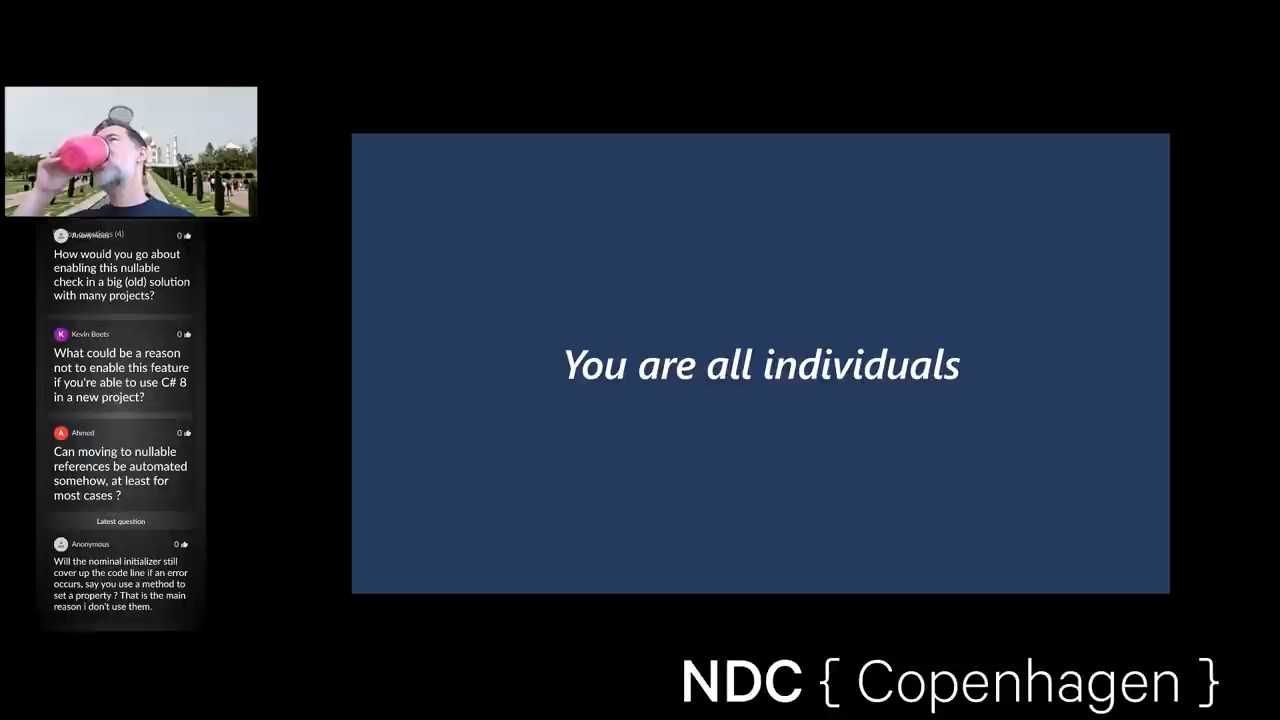 questions (4)
Anonymous 0
How would you go about
enabling this nullable
check in a big (old) solution
with many projects?
K Kevin Boets 0
What could be a reason
not to enable this feature
if you're able to use C# 8
in a new project?
A Ahmed 0
Can moving to nullable
references be automated
somehow, at least for
most cases ?
Latest question
Anonymous 0
Will the nominal initializer still
cover up the code line if an error
occurs, say you use a method to
set a property ? That is the main
reason i don't use them.
You are all individuals
NDC { Copenhagen }